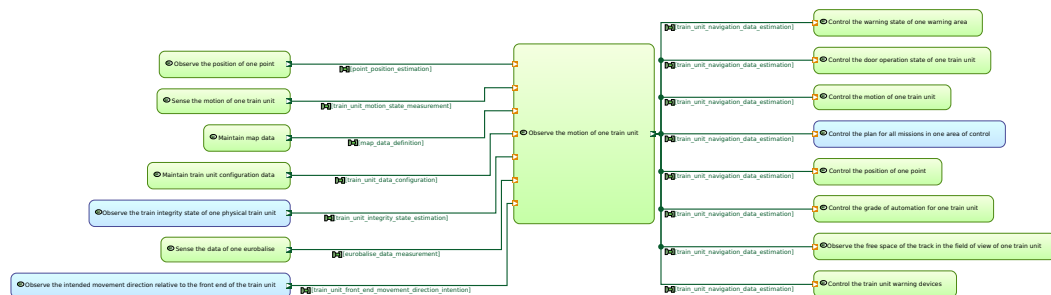 Observe the position of one point
[point_position_estimation]
Sense the motion of one train unit
[train_unit_motion_state_measurement]
Maintain map data
[map_data_definition]
Maintain train unit configuration data
[train_unit_data_configuration]
Observe the train integrity state of one physical train unit
[train_unit_integrity_state_estimation]
Sense the data of one eurobalise
[eurobalise_data_measurement]
Observe the intended movement direction relative to the front end of the train unit
[train_unit_front_end_movement_direction_intention]
Observe the motion of one train unit
[train_unit_navigation_data_estimation]
Control the warning state of one warning area
[train_unit_navigation_data_estimation]
Control the door operation state of one train unit
[train_unit_navigation_data_estimation]
Control the motion of one train unit
[train_unit_navigation_data_estimation]
Control the plan for all missions in one area of control
[train_unit_navigation_data_estimation]
Control the position of one point
[train_unit_navigation_data_estimation]
Control the grade of automation for one train unit
[train_unit_navigation_data_estimation]
Observe the free space of the track in the field of view of one train unit
[train_unit_navigation_data_estimation]
Control the train unit warning devices